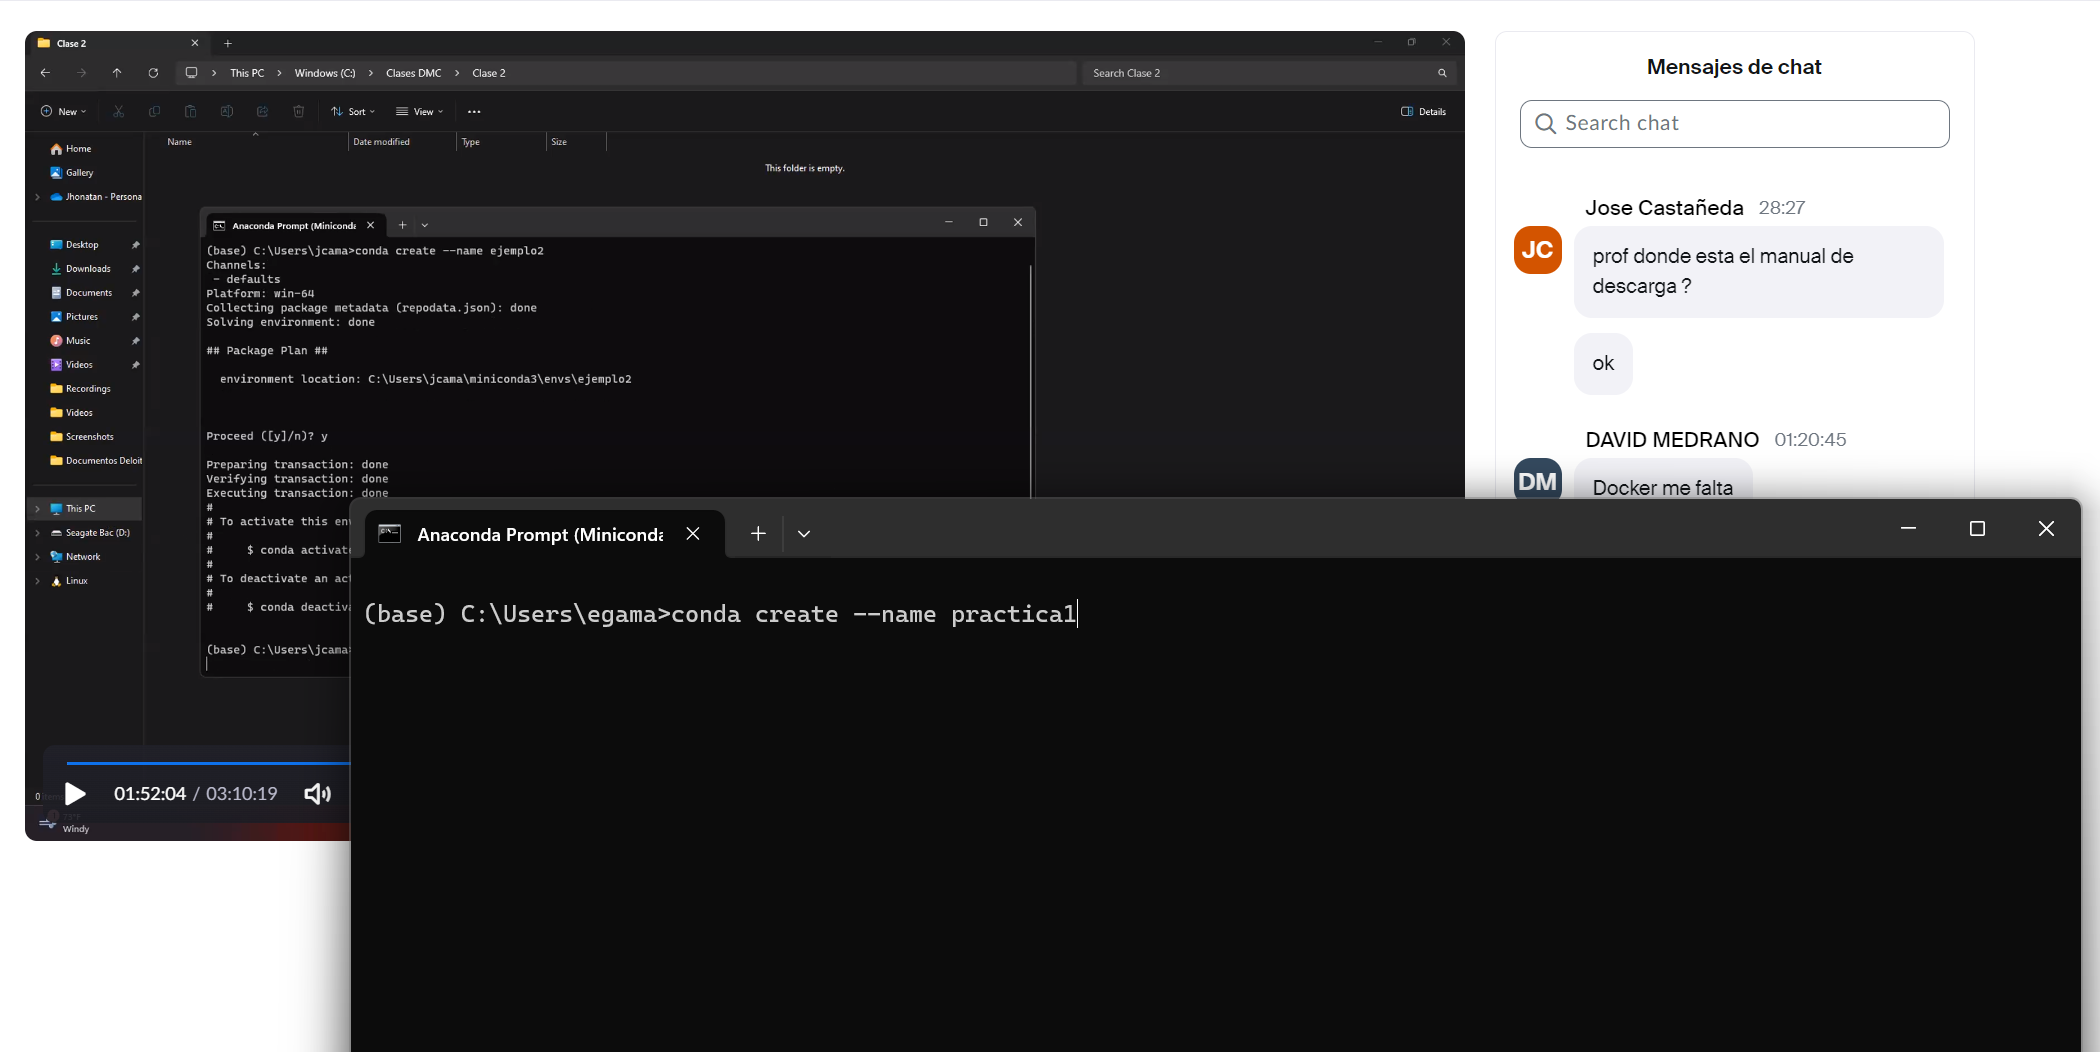 Clase 2
This PC > Windows (C:) > Clases DMC > Clase 2
Search Clase 2
New
Sort
View
Details
Name
Date modified
Type
Size
This folder is empty.
Home
Gallery
Jhonatan - Persona
Desktop
Downloads
Documents
Pictures
Music
Videos
Recordings
Videos
Screenshots
Documentos Deloit
This PC
Seagate Bac (D:)
Network
Linux
Anaconda Prompt (Miniconda
(base) C:\Users\jcama>conda create --name ejemplo2
Channels:
- defaults
Platform: win-64
Collecting package metadata (repodata.json): done
Solving environment: done
## Package Plan ##
environment location: C:\Users\jcama\miniconda3\envs\ejemplo2
Proceed ([y]/n)? y
Preparing transaction: done
Verifying transaction: done
Executing transaction: done
#
# To activate this en
#
# $ conda activat
#
# To deactivate an act
#
# $ conda deactiv
(base) C:\Users\jcama
01:52:04 / 03:10:19
0
Windy
Mensajes de chat
Search chat
Jose Castañeda 28:27
JC
prof donde esta el manual de
descarga ?
ok
DAVID MEDRANO 01:20:45
DM
Docker me falta
Anaconda Prompt (Miniconda
(base) C:\Users\egama>conda create --name practica1